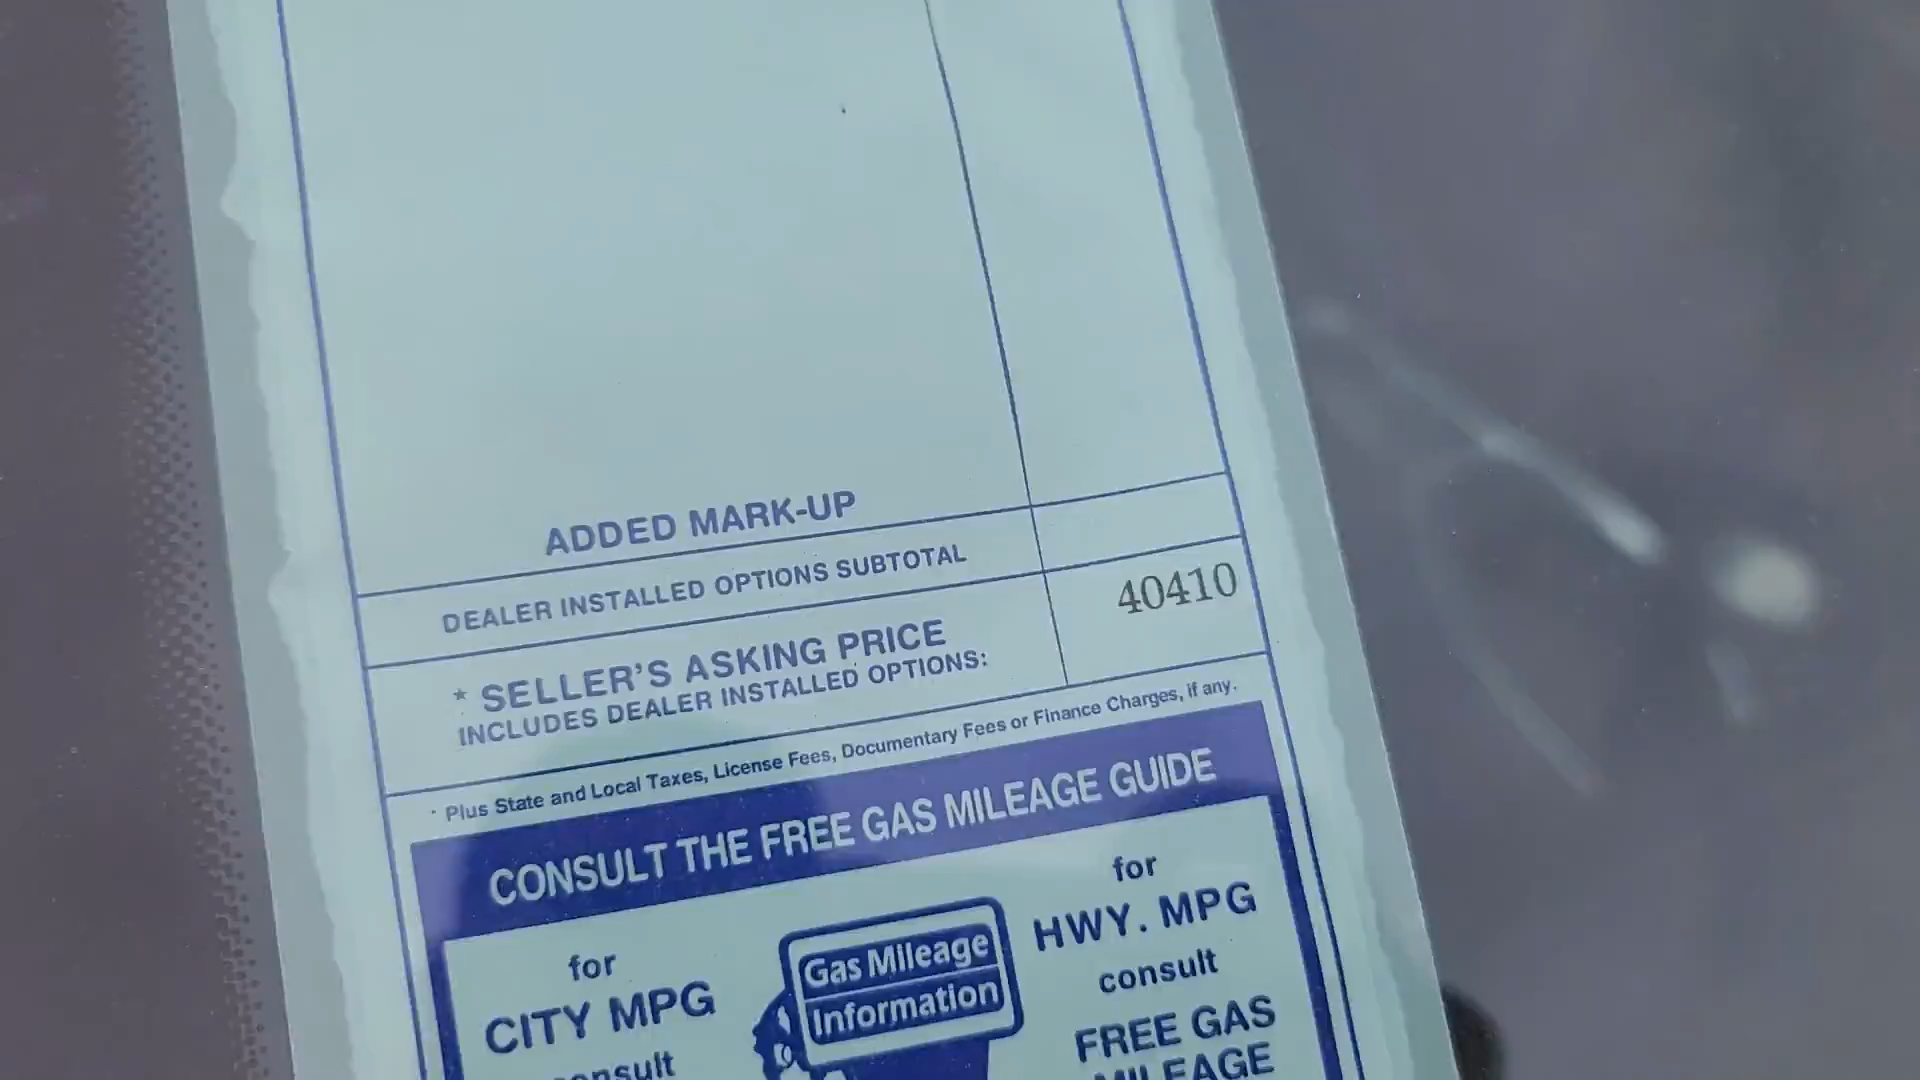 ADDED MARK-UP
DEALER INSTALLED OPTIONS SUBTOTAL
* SELLER'S ASKING PRICE
INCLUDES DEALER INSTALLED OPTIONS:
40410
* Plus State and Local Taxes, License Fees, Documentary Fees or Finance Charges, if any.
CONSULT THE FREE GAS MILEAGE GUIDE
for
CITY MPG
Gas Mileage
Information
for
HWY. MPG
consult
FREE GAS
MILEAGE